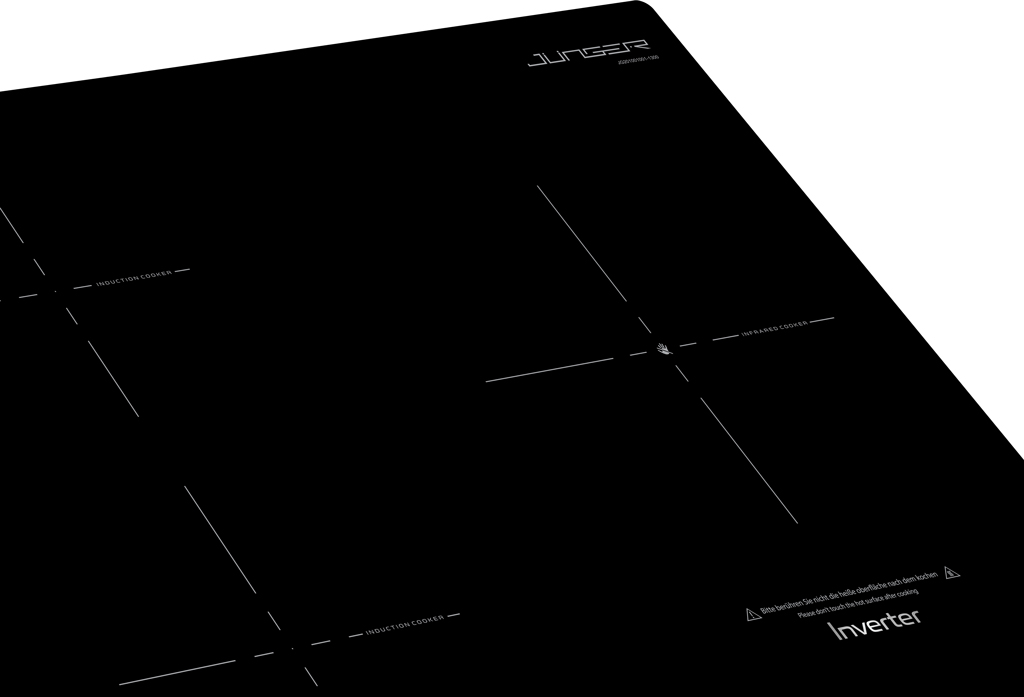 JUNGER
INDUCTION COOKER
INFRARED COOKER
INDUCTION COOKER
Bitte berühren Sie nicht die heiße oberfläche nach dem kochen
Please don't touch the hot surface after cooking
Inverter